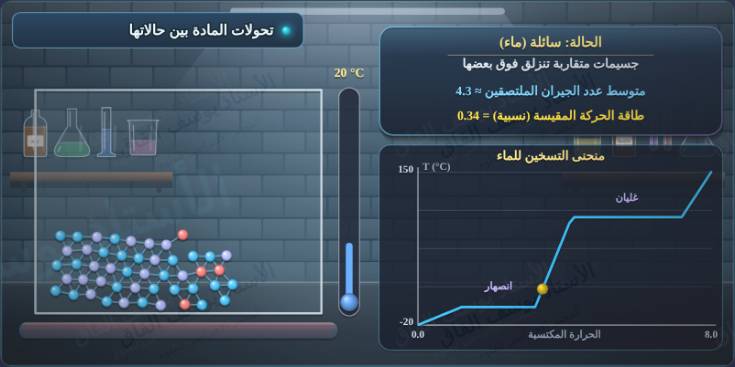 تحولات المادة بين حالاتها
الحالة: سائلة (ماء)
جسيمات متقاربة تنزلق فوق بعضها
متوسط عدد الجيران الملتصقين ≈ 4.3
طاقة الحركة المقيسة (نسبية) = 0.34
20 °C
منحنى التسخين للماء
T (°C)
150
غليان
انصهار
-20
0.0
الحرارة المكتسبة
8.0